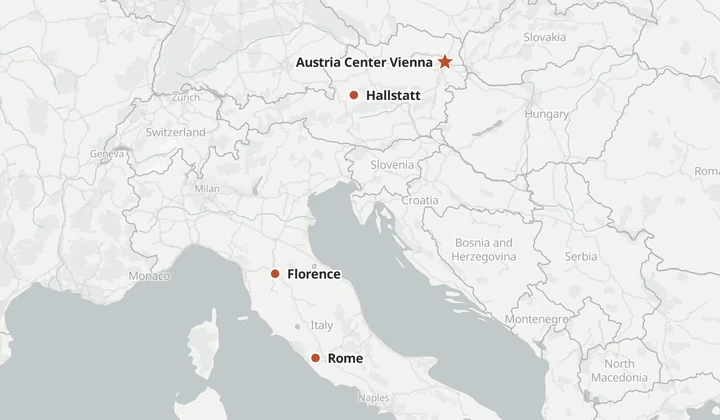 Slovakia
Austria Center Vienna
Hallstatt
Zürich
Hungary
Switzerland
Geneva
Slovenia
Roma
Milan
Croatia
Bosnia and
Herzegovina
Serbia
Florence
Monaco
Montenegro
Italy
Rome
North
Macedonia
Naples